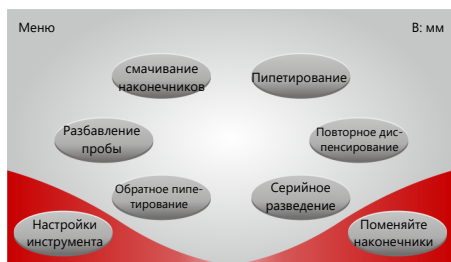 Меню
В: мм
смачивание
наконечников
Пипетирование
Разбавление
пробы
Повторное дис-
пенсирование
Обратное пипе-
тирование
Серийное
разведение
Настройки
инструмента
Поменяйте
наконечники